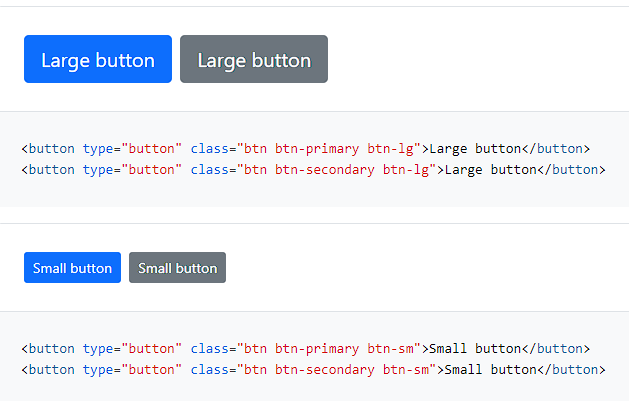 Large button Large button
<button type="button" class="btn btn-primary btn-lg">Large button</button>
<button type="button" class="btn btn-secondary btn-lg">Large button</button>
Small button Small button
<button type="button" class="btn btn-primary btn-sm">Small button</button>
<button type="button" class="btn btn-secondary btn-sm">Small button</button>